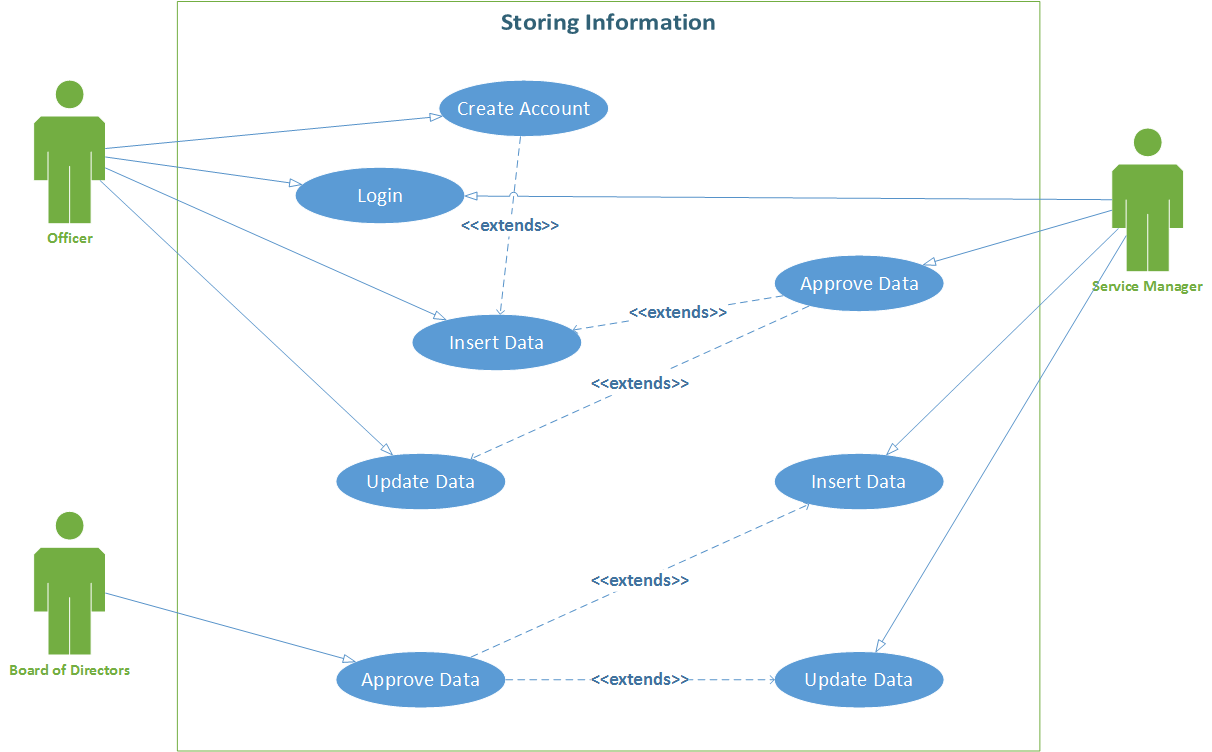 Storing Information
Create Account
Login
Officer
<<extends>>
Approve Data
Service Manager
<<extends>>
Insert Data
<<extends>>
Update Data
Insert Data
<<extends>>
Board of Directors
Approve Data
<<extends>>
Update Data